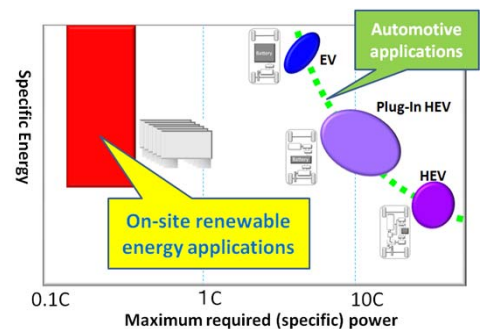 Automotive
applications
Battery
EV
Specific Energy
Plug-In HEV
Battery
HEV
On-site renewable
energy applications
0.1C
1C
10C
Maximum required (specific) power